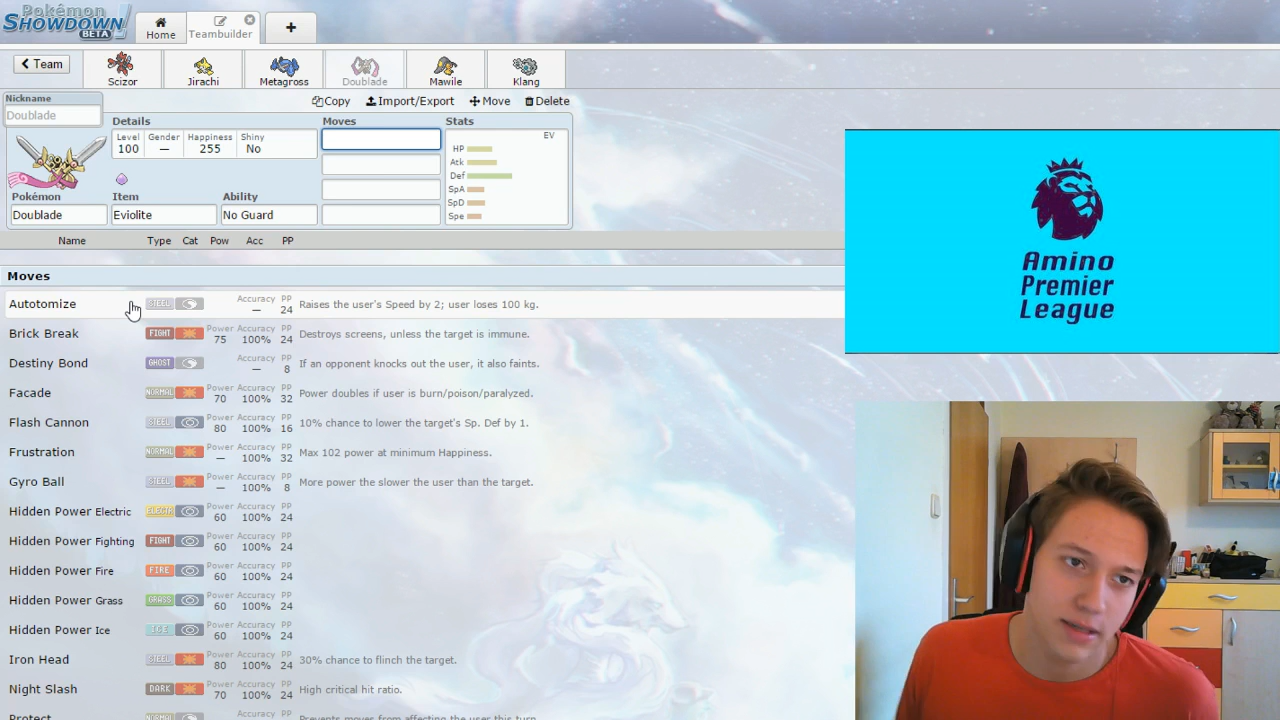 Pokémon
SHOWDOWN!
BETA
Home
Teambuilder
+
< Team
Scizor
Jirachi
Metagross
Doublade
Mawile
Klang
Nickname
Doublade
Copy Import/Export Move Delete
Details
Moves
Stats
Level Gender Happiness Shiny
100 — 255 No
EV
HP
Atk
Def
SpA
SpD
Spe
Pokémon
Item
Ability
Doublade
Eviolite
No Guard
Name Type Cat Pow Acc PP
Moves
Autotomize STEEL Accuracy — PP 24 Raises the user's Speed by 2; user loses 100 kg.
Brick Break FIGHT Power 75 Accuracy 100% PP 24 Destroys screens, unless the target is immune.
Destiny Bond GHOST Accuracy — PP 8 If an opponent knocks out the user, it also faints.
Facade NORMAL Power 70 Accuracy 100% PP 32 Power doubles if user is burn/poison/paralyzed.
Flash Cannon STEEL Power 80 Accuracy 100% PP 16 10% chance to lower the target's Sp. Def by 1.
Frustration NORMAL Power — Accuracy 100% PP 32 Max 102 power at minimum Happiness.
Gyro Ball STEEL Power — Accuracy 100% PP 8 More power the slower the user than the target.
Hidden Power Electric ELECTR Power 60 Accuracy 100% PP 24
Hidden Power Fighting FIGHT Power 60 Accuracy 100% PP 24
Hidden Power Fire FIRE Power 60 Accuracy 100% PP 24
Hidden Power Grass GRASS Power 60 Accuracy 100% PP 24
Hidden Power Ice ICE Power 60 Accuracy 100% PP 24
Iron Head STEEL Power 80 Accuracy 100% PP 24 30% chance to flinch the target.
Night Slash DARK Power 70 Accuracy 100% PP 24 High critical hit ratio.
Protect NORMAL Accuracy PP Prevents moves from affecting the user this turn.
Amino
Premier
League